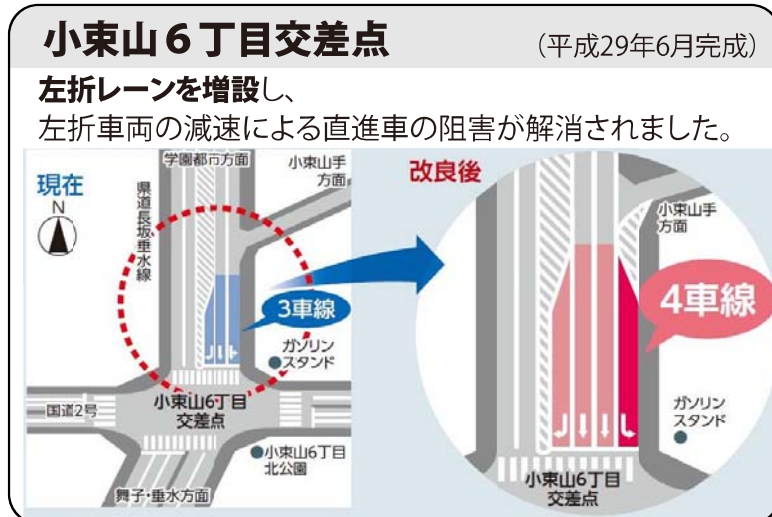 小束山６丁目交差点
（平成29年6月完成）
左折レーンを増設し、
左折車両の減速による直進車の阻害が解消されました。
現在
N
学園都市方面
小束山手
方面
県道長坂垂水線
3車線
ガソリン
スタンド
国道2号
小束山6丁目
交差点
小束山6丁目
北公園
舞子・垂水方面
改良後
小束山手
方面
4車線
ガソリン
スタンド
小束山6丁目
交差点